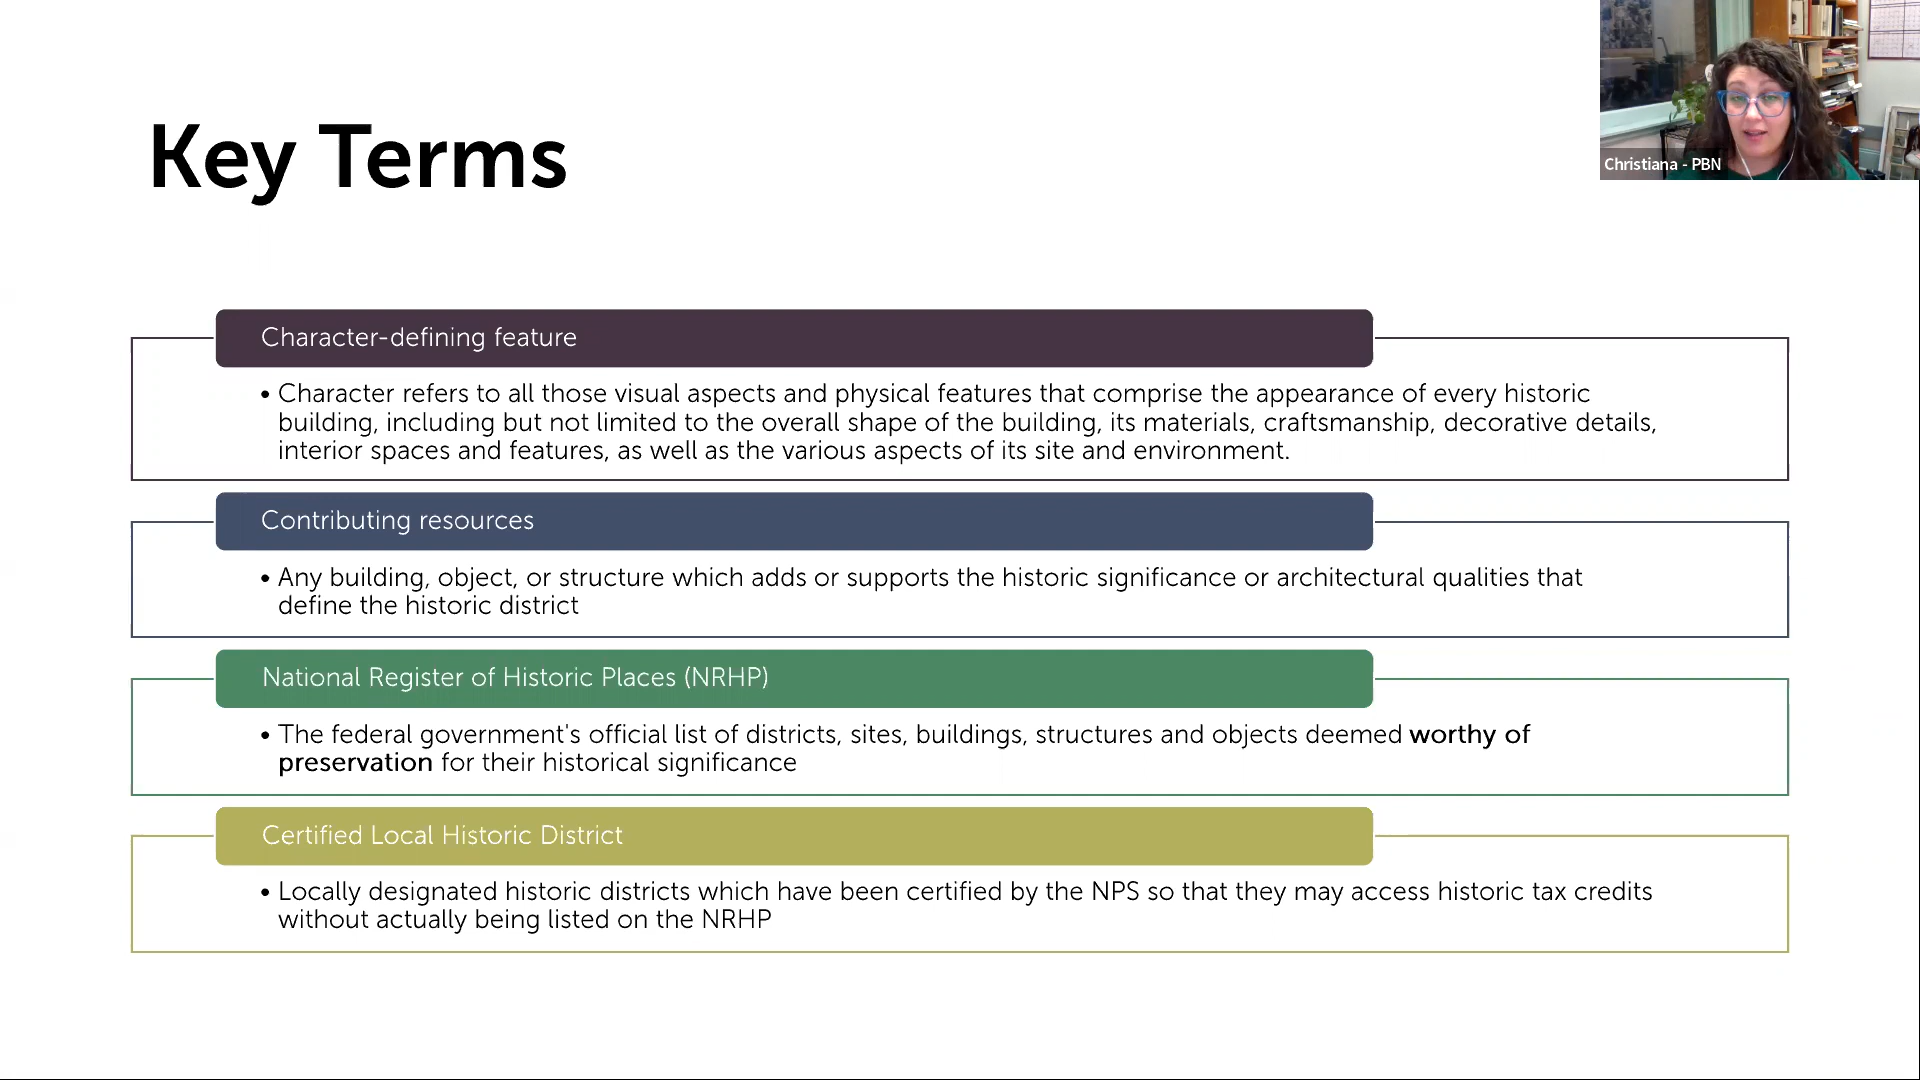 Key Terms
Christiana - PBN
Character-defining feature
• Character refers to all those visual aspects and physical features that comprise the appearance of every historic
building, including but not limited to the overall shape of the building, its materials, craftsmanship, decorative details,
interior spaces and features, as well as the various aspects of its site and environment.
Contributing resources
• Any building, object, or structure which adds or supports the historic significance or architectural qualities that
define the historic district
National Register of Historic Places (NRHP)
• The federal government's official list of districts, sites, buildings, structures and objects deemed worthy of
preservation for their historical significance
Certified Local Historic District
• Locally designated historic districts which have been certified by the NPS so that they may access historic tax credits
without actually being listed on the NRHP